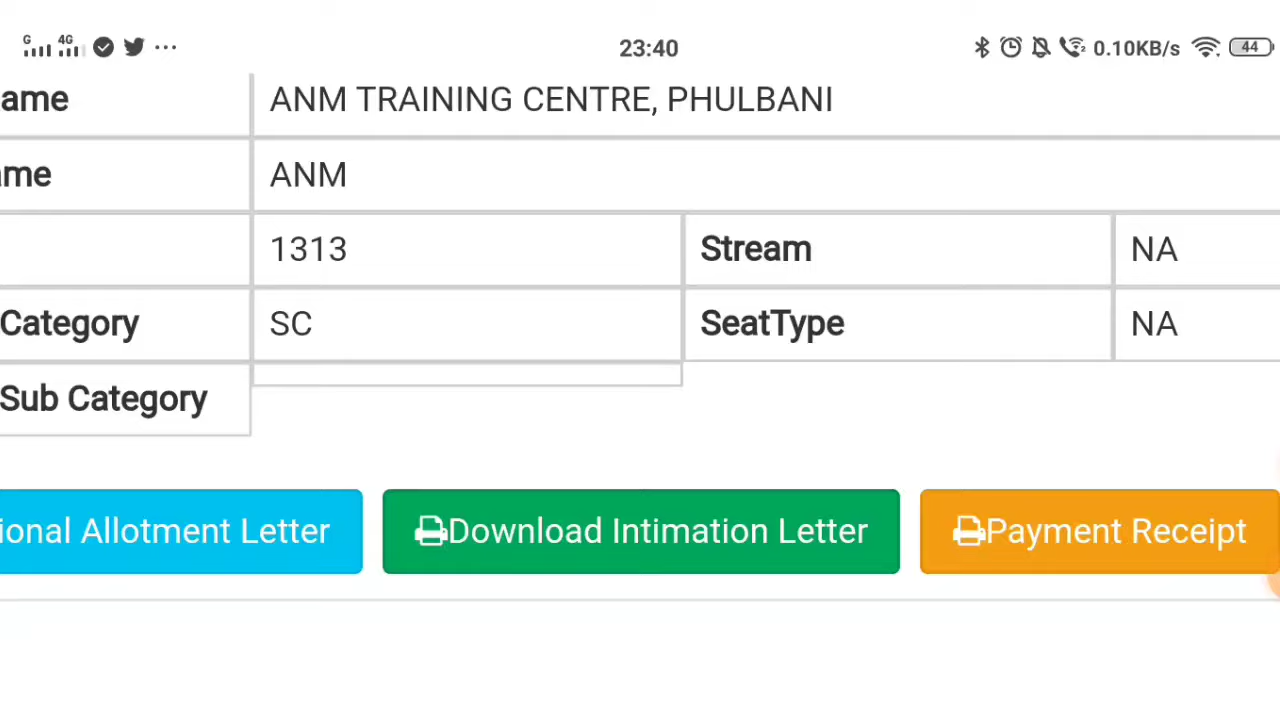 G 4G 23:40 0.10KB/s 44
ame ANM TRAINING CENTRE, PHULBANI
ame ANM
1313 Stream NA
Category SC SeatType NA
Sub Category
ional Allotment Letter Download Intimation Letter Payment Receipt